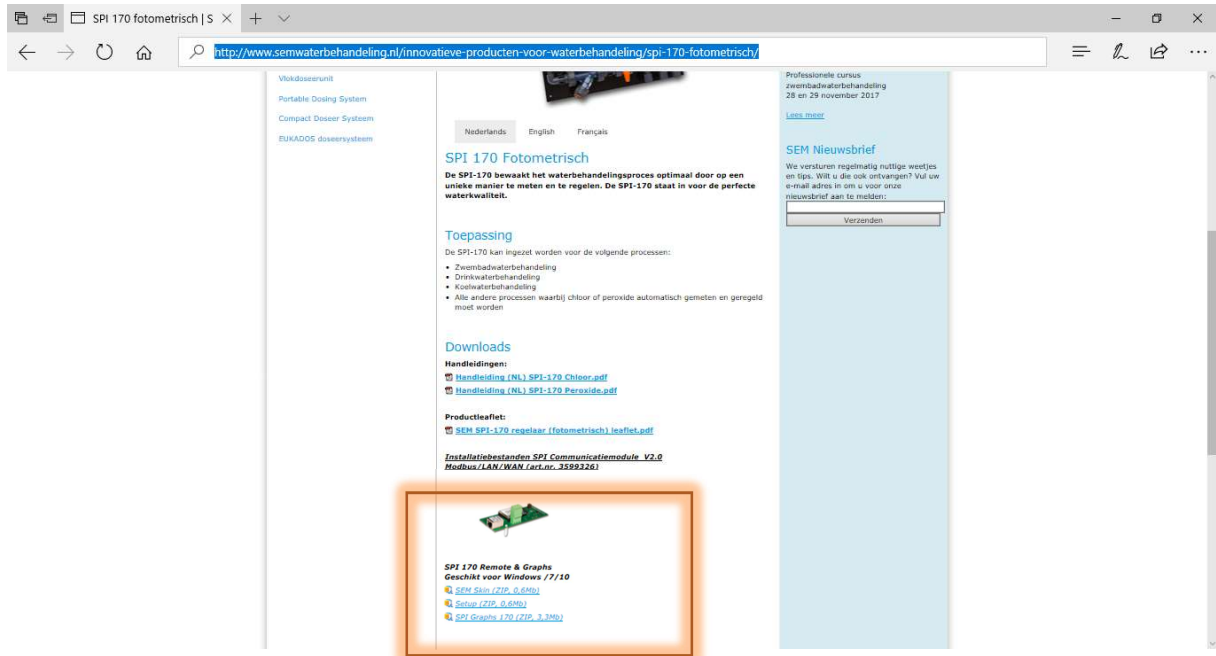 SPI 170 fotometrisch | S
http://www.semwaterbehandeling.nl/innovatieve-producten-voor-waterbehandeling/spi-170-fotometrisch/
Vlokdoseerunit
Portable Dosing System
Compact Doseer Systeem
EUKADOS doseersysteem
Nederlands English Français
SPI 170 Fotometrisch
De SPI-170 bewaakt het waterbehandelingsproces optimaal door op een
unieke manier te meten en te regelen. De SPI-170 staat in voor de perfecte
waterkwaliteit.
Toepassing
De SPI-170 kan ingezet worden voor de volgende processen:
• Zwembadwaterbehandeling
• Drinkwaterbehandeling
• Koelwaterbehandeling
• Alle andere processen waarbij chloor of peroxide automatisch gemeten en geregeld
moet worden
Downloads
Handleidingen:
Handleiding (NL) SPI-170 Chloor.pdf
Handleiding (NL) SPI-170 Peroxide.pdf
Productleaflet:
SEM SPI-170 regelaar (fotometrisch) leaflet.pdf
Installatiebestanden SPI Communicatiemodule V2.0
Modbus/LAN/WAN (art.nr. 3599326)
SPI 170 Remote & Graphs
Geschikt voor Windows /7/10
SEM Skin (ZIP, 0,6Mb)
Setup (ZIP, 0,6Mb)
SPI Graphs 170 (ZIP, 3,3Mb)
Professionele cursus
zwembadwaterbehandeling
28 en 29 november 2017
Lees meer
SEM Nieuwsbrief
We versturen regelmatig nuttige weetjes
en tips. Wilt u die ook ontvangen? Vul uw
e-mail adres in om u voor onze
nieuwsbrief aan te melden:
Verzenden